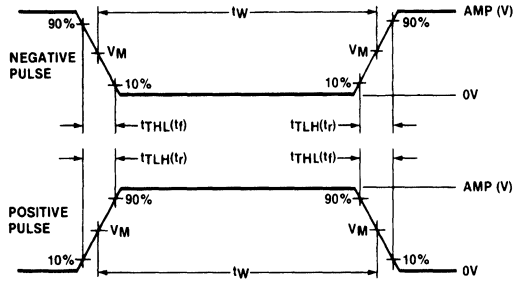 90%
tW
90%
AMP (V)
NEGATIVE
PULSE
VM
VM
10%
10%
0V
tTHL(tf)
tTLH(tr)
tTLH(tr)
tTHL(tf)
AMP (V)
POSITIVE
PULSE
90%
90%
VM
VM
10%
10%
tW
0V